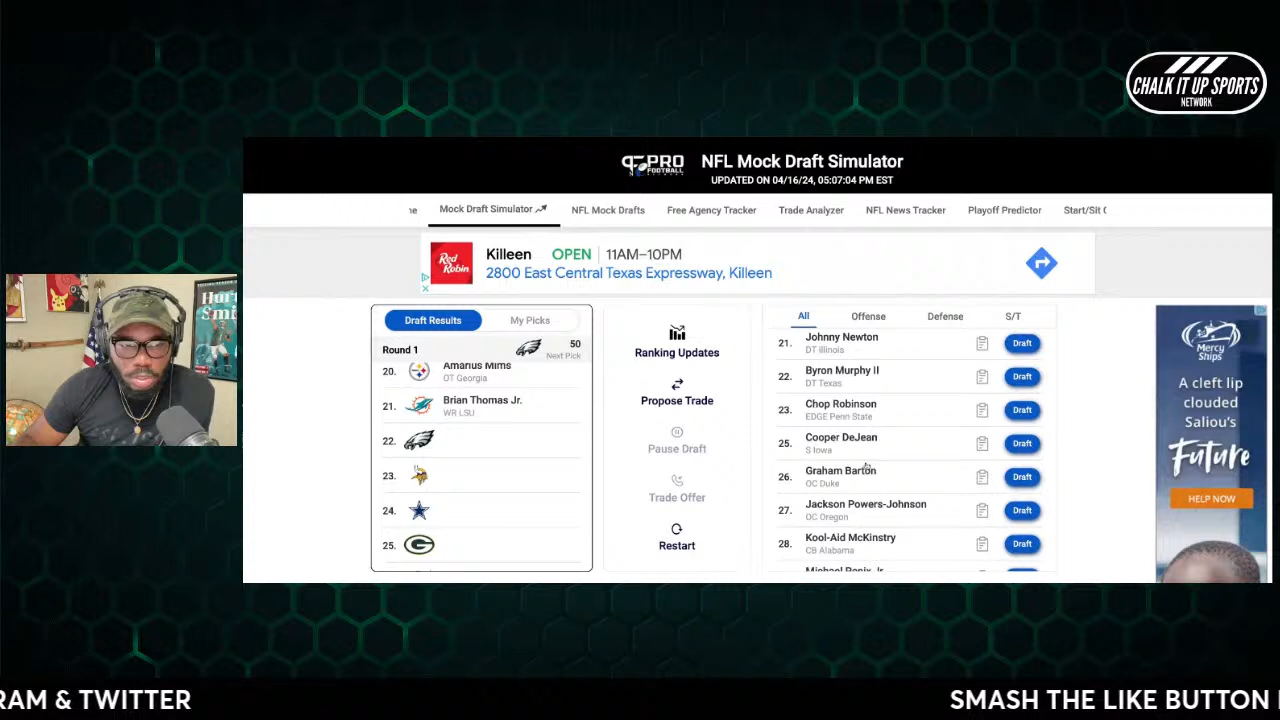 CHALK IT UP SPORTS
NETWORK
PRO
FOOTBALL
NFL Mock Draft Simulator
UPDATED ON 04/16/24, 05:07:04 PM EST
Mock Draft Simulator
NFL Mock Drafts
Free Agency Tracker
Trade Analyzer
NFL News Tracker
Playoff Predictor
Start/Sit
Red
Robin
Killeen OPEN 11AM–10PM
2800 East Central Texas Expressway, Killeen
Draft Results
My Picks
Round 1
50
Next Pick
20. Amarius Mims
OT Georgia
21. Brian Thomas Jr.
WR LSU
22.
23.
24.
25.
Ranking Updates
Propose Trade
Pause Draft
Trade Offer
Restart
All Offense Defense S/T
21. Johnny Newton Draft
DT Illinois
22. Byron Murphy II Draft
DT Texas
23. Chop Robinson Draft
EDGE Penn State
25. Cooper DeJean Draft
S Iowa
26. Graham Barton Draft
OC Duke
27. Jackson Powers-Johnson Draft
OC Oregon
28. Kool-Aid McKinstry Draft
CB Alabama
Michael Penix Jr.
Mercy
Ships
A cleft lip
clouded
Saliou's
Future
HELP NOW
Hurts
Smi
RAM & TWITTER
SMASH THE LIKE BUTTON